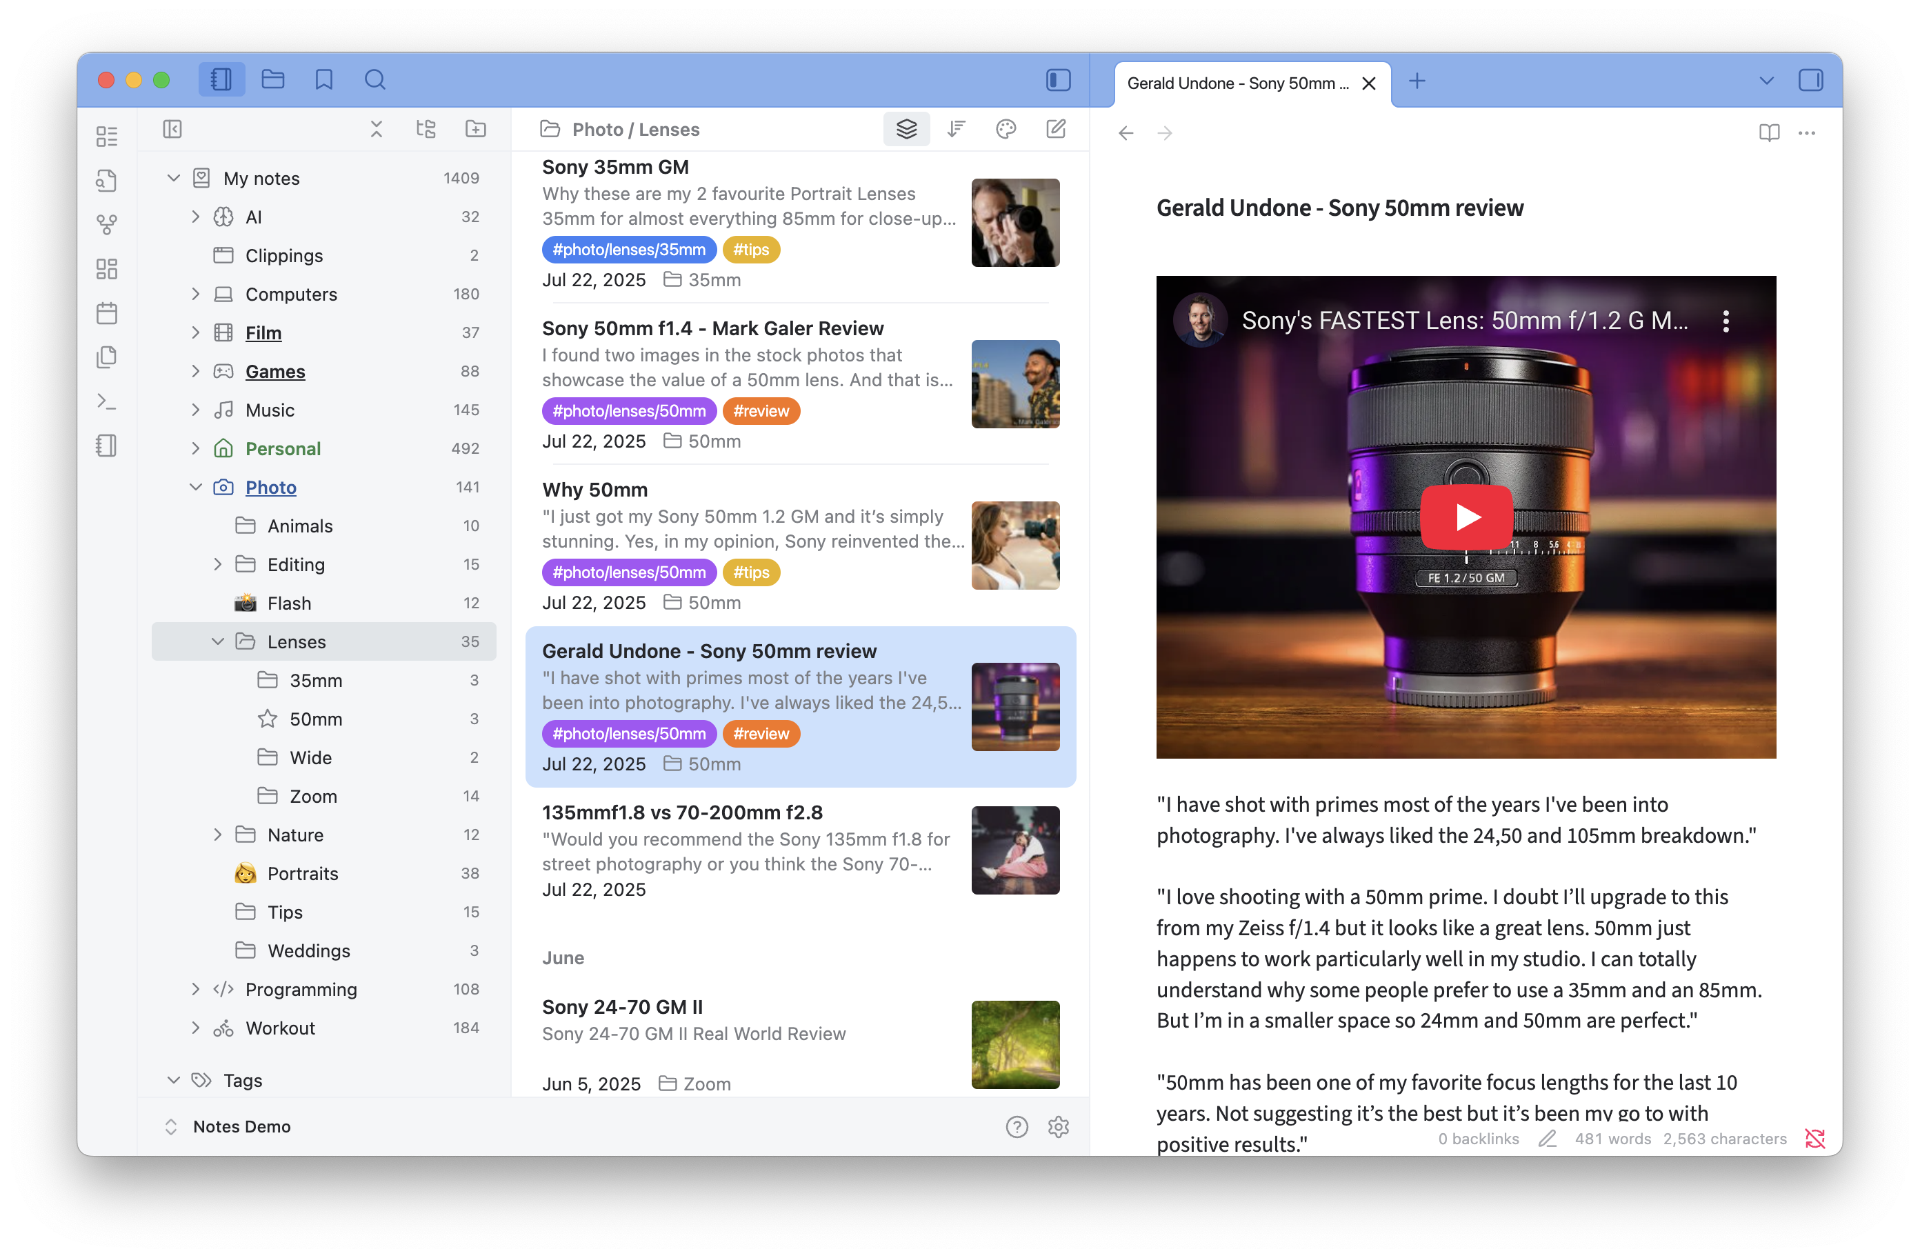 Gerald Undone - Sony 50mm ...
My notes 1409
AI 32
Clippings 2
Computers 180
Film 37
Games 88
Music 145
Personal 492
Photo 141
Animals 10
Editing 15
Flash 12
Lenses 35
35mm 3
50mm 3
Wide 2
Zoom 14
Nature 12
Portraits 38
Tips 15
Weddings 3
Programming 108
Workout 184
Tags
Notes Demo
Photo / Lenses
Sony 35mm GM
Why these are my 2 favourite Portrait Lenses
35mm for almost everything 85mm for close-up...
#photo/lenses/35mm #tips
Jul 22, 2025 35mm
Sony 50mm f1.4 - Mark Galer Review
I found two images in the stock photos that
showcase the value of a 50mm lens. And that is...
#photo/lenses/50mm #review
Jul 22, 2025 50mm
Why 50mm
"I just got my Sony 50mm 1.2 GM and it’s simply
stunning. Yes, in my opinion, Sony reinvented the...
#photo/lenses/50mm #tips
Jul 22, 2025 50mm
Gerald Undone - Sony 50mm review
"I have shot with primes most of the years I've
been into photography. I've always liked the 24,5...
#photo/lenses/50mm #review
Jul 22, 2025 50mm
135mmf1.8 vs 70-200mm f2.8
"Would you recommend the Sony 135mm f1.8 for
street photography or you think the Sony 70-...
Jul 22, 2025
June
Sony 24-70 GM II
Sony 24-70 GM II Real World Review
Jun 5, 2025 Zoom
Gerald Undone - Sony 50mm review
Sony's FASTEST Lens: 50mm f/1.2 G M...
11 8 5.6
FE 1.2/50 GM
"I have shot with primes most of the years I've been into
photography. I've always liked the 24,50 and 105mm breakdown."
"I love shooting with a 50mm prime. I doubt I’ll upgrade to this
from my Zeiss f/1.4 but it looks like a great lens. 50mm just
happens to work particularly well in my studio. I can totally
understand why some people prefer to use a 35mm and an 85mm.
But I’m in a smaller space so 24mm and 50mm are perfect."
"50mm has been one of my favorite focus lengths for the last 10
years. Not suggesting it’s the best but it’s been my go to with
positive results."
0 backlinks 481 words 2,563 characters